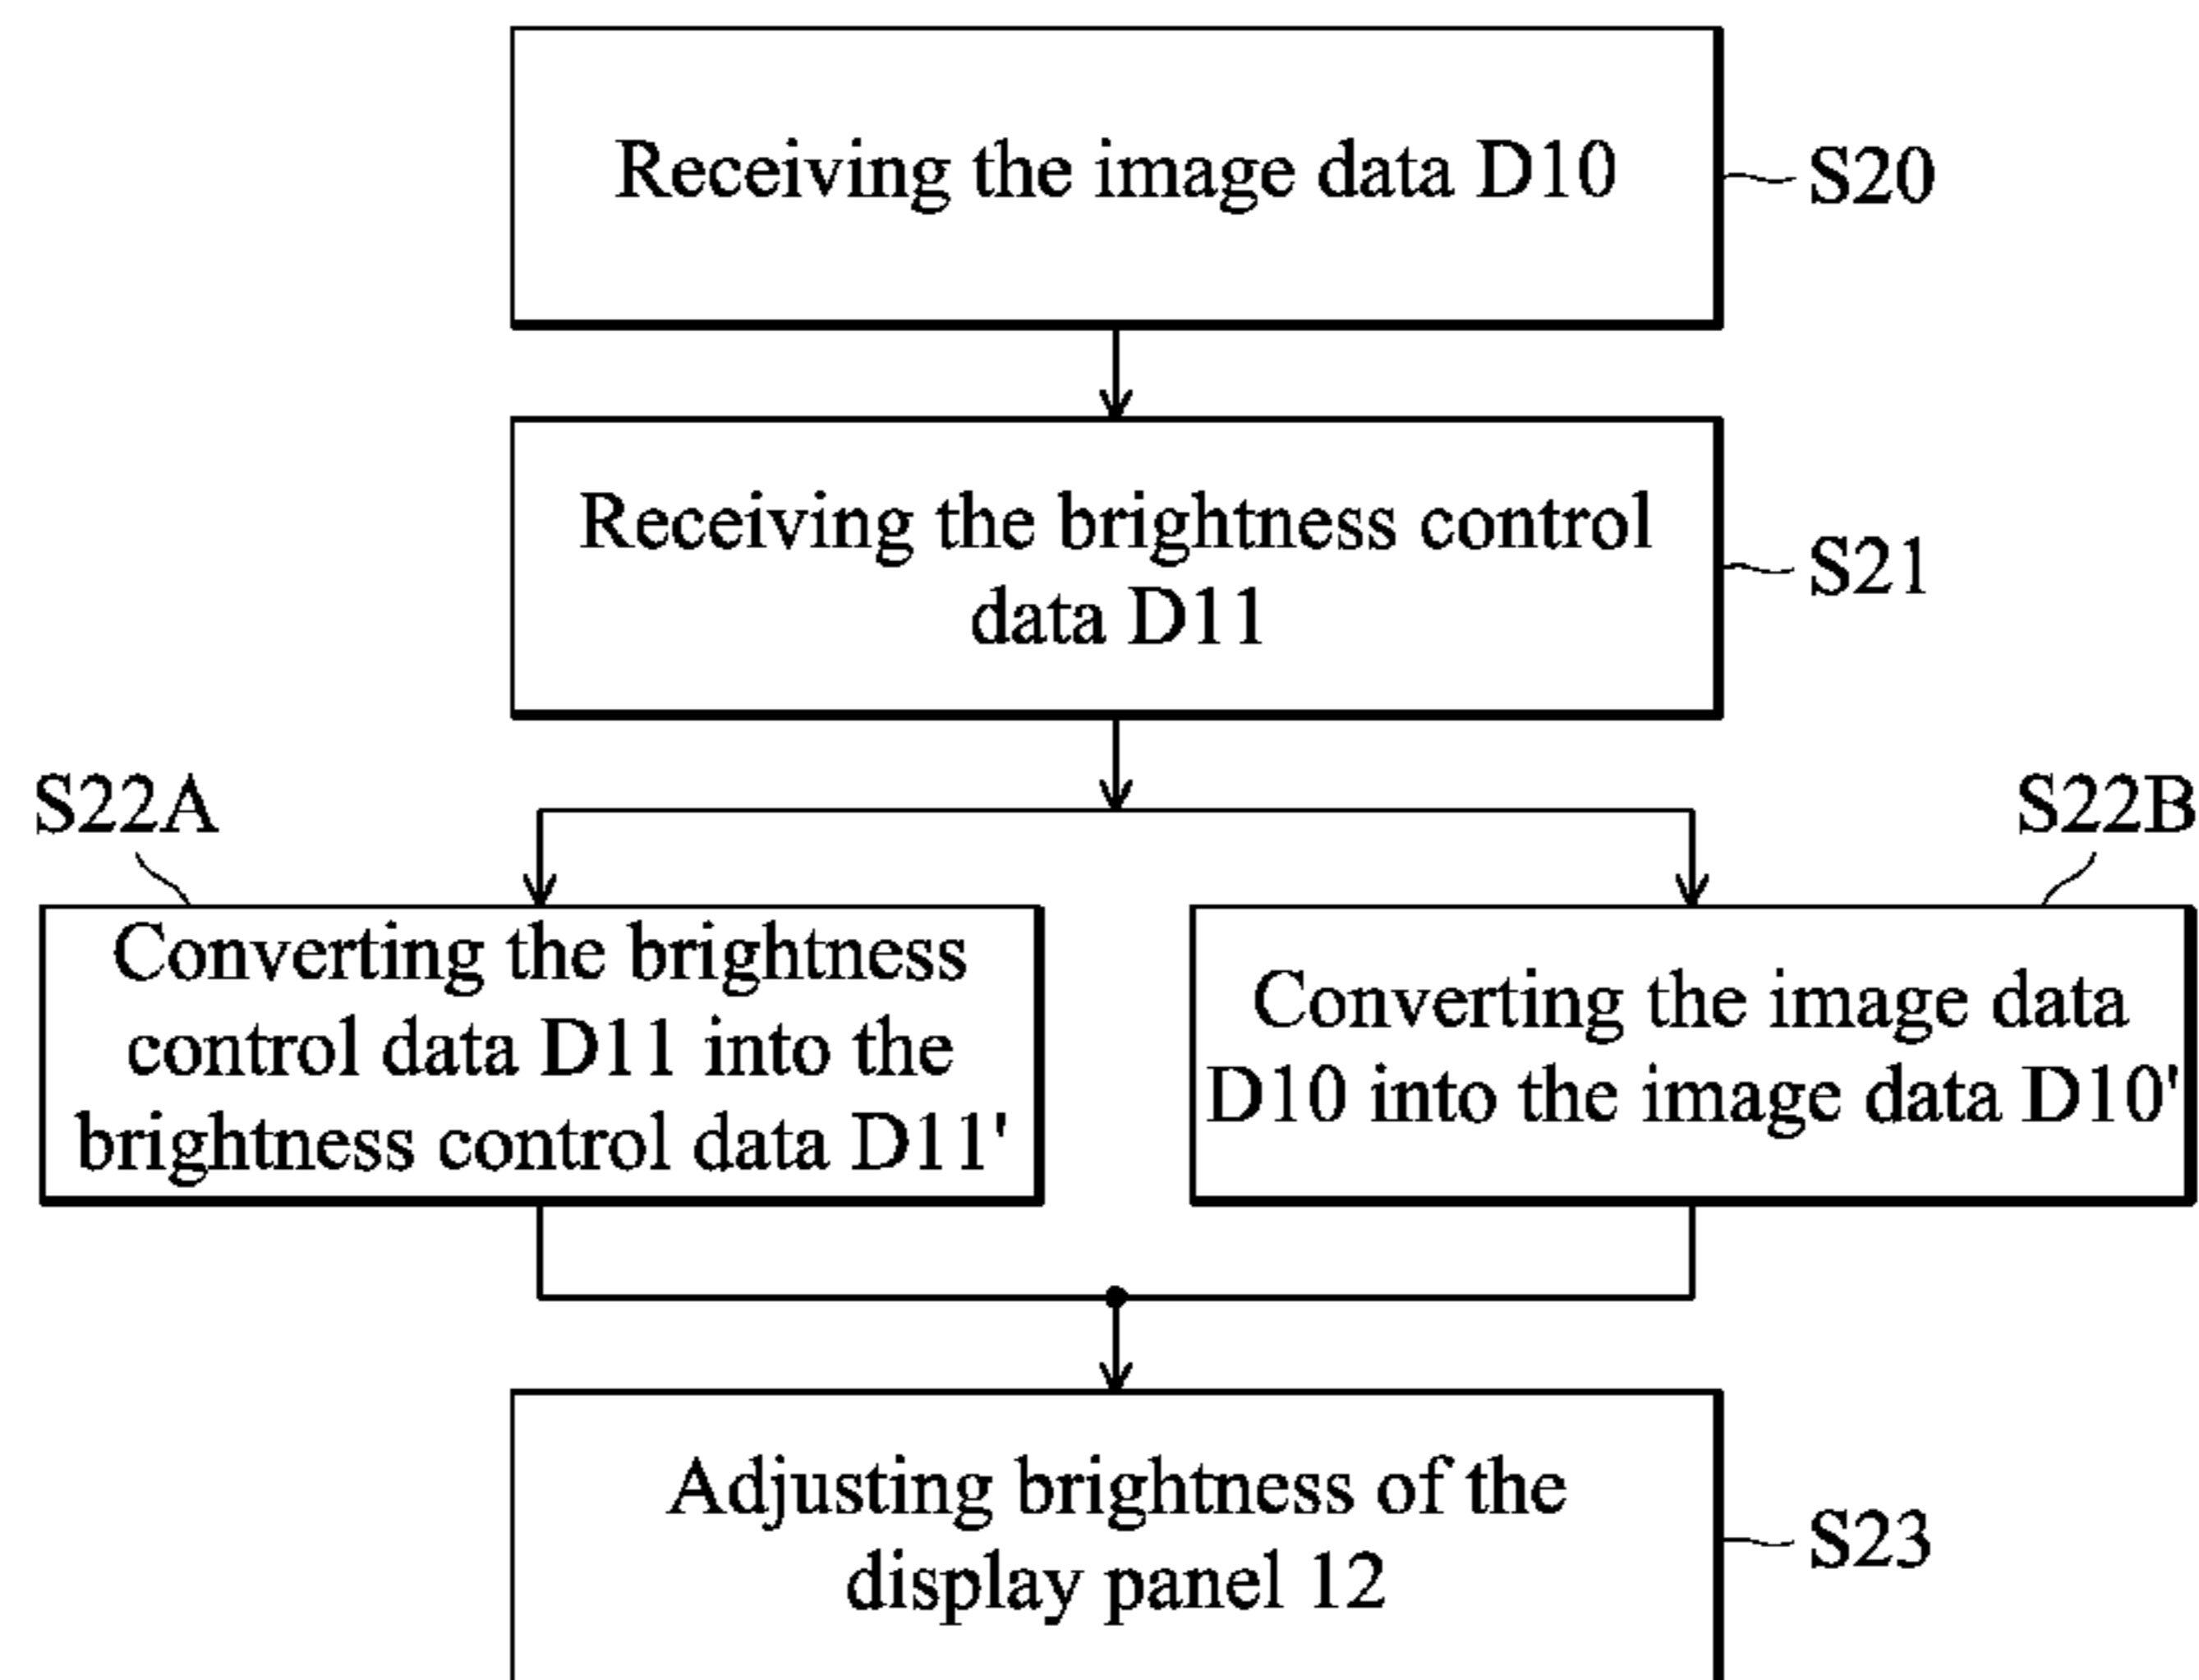 Receiving the image data D10
S20
Receiving the brightness control
data D11
S21
S22A
S22B
Converting the brightness
control data D11 into the
brightness control data D11'
Converting the image data
D10 into the image data D10'
Adjusting brightness of the
display panel 12
S23